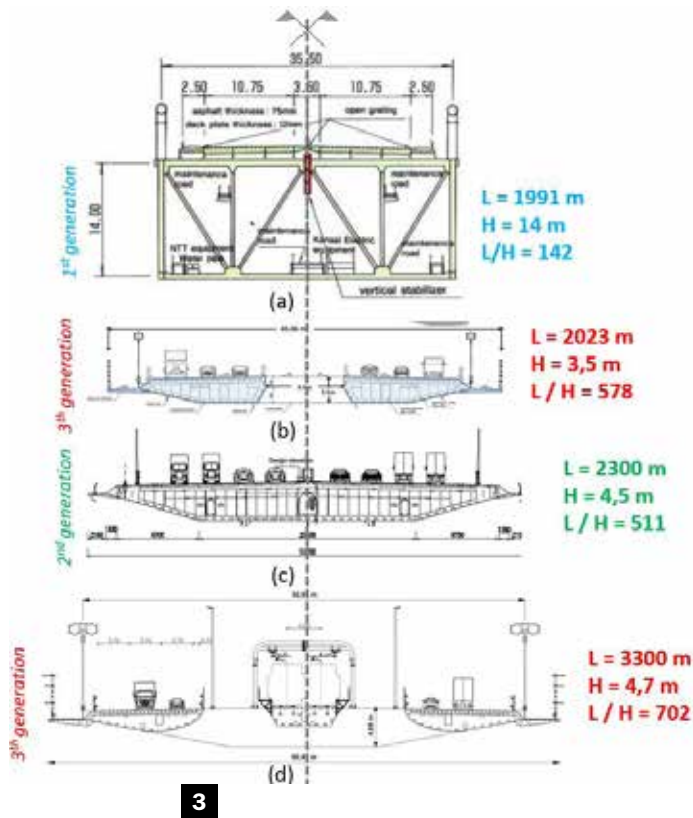 35.50
2.50 10.75 3.60 10.75 2.50
asphalt thickness : 75mm
open grating
deck plate thickness : 12mm
maintenance
road
maintenance
road
14.00
1st generation
L = 1991 m
H = 14 m
L/H = 142
maintenance
road
NTT equipment
Water pipe
Kansai Electric
equipment
maintenance
road
vertical stabilizer
(a)
3th generation
L = 2023 m
H = 3,5 m
L / H = 578
(b)
2nd generation
L = 2300 m
H = 4,5 m
L / H = 511
(c)
3th generation
L = 3300 m
H = 4,7 m
L / H = 702
(d)
3